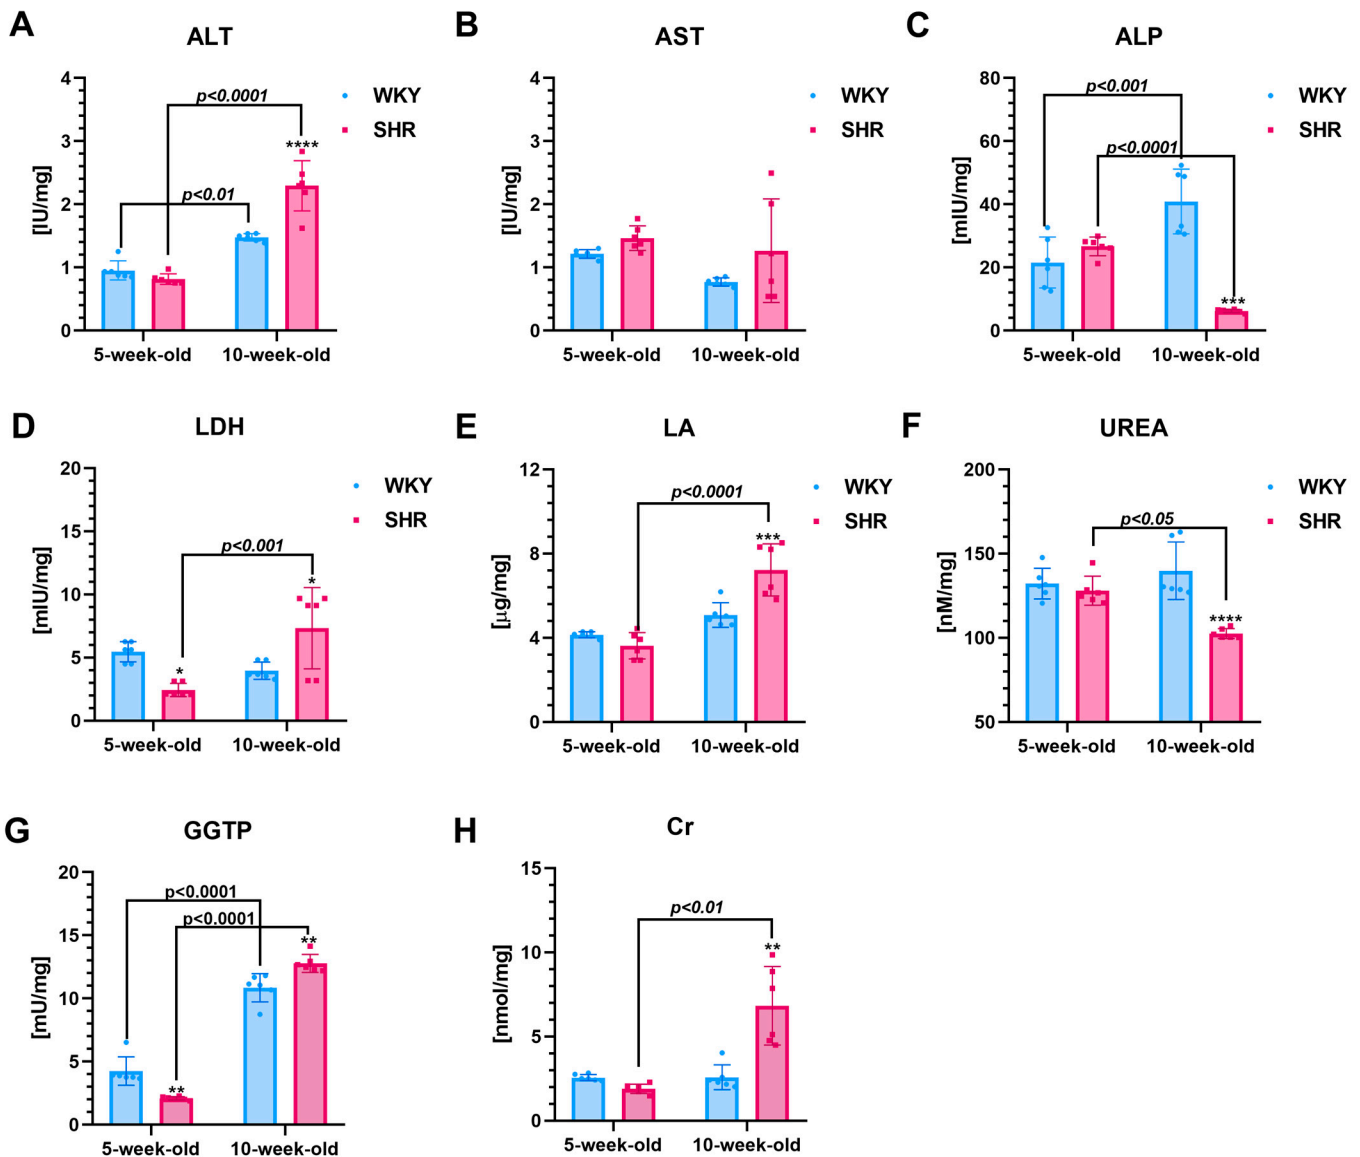 A
ALT
[IU/mg]
4
3
2
1
0
p<0.0001
p<0.01
****
WKY
SHR
5-week-old
10-week-old
B
AST
[IU/mg]
4
3
2
1
0
WKY
SHR
5-week-old
10-week-old
C
ALP
[mIU/mg]
80
60
40
20
0
p<0.001
p<0.0001
***
WKY
SHR
5-week-old
10-week-old
D
LDH
[mIU/mg]
20
15
10
5
0
p<0.001
*
*
WKY
SHR
5-week-old
10-week-old
E
LA
[µg/mg]
12
8
4
0
p<0.0001
***
WKY
SHR
5-week-old
10-week-old
F
UREA
[nM/mg]
200
150
100
50
p<0.05
****
WKY
SHR
5-week-old
10-week-old
G
GGTP
[mU/mg]
20
15
10
5
0
p<0.0001
p<0.0001
**
**
5-week-old
10-week-old
H
Cr
[nmol/mg]
15
10
5
0
p<0.01
**
5-week-old
10-week-old